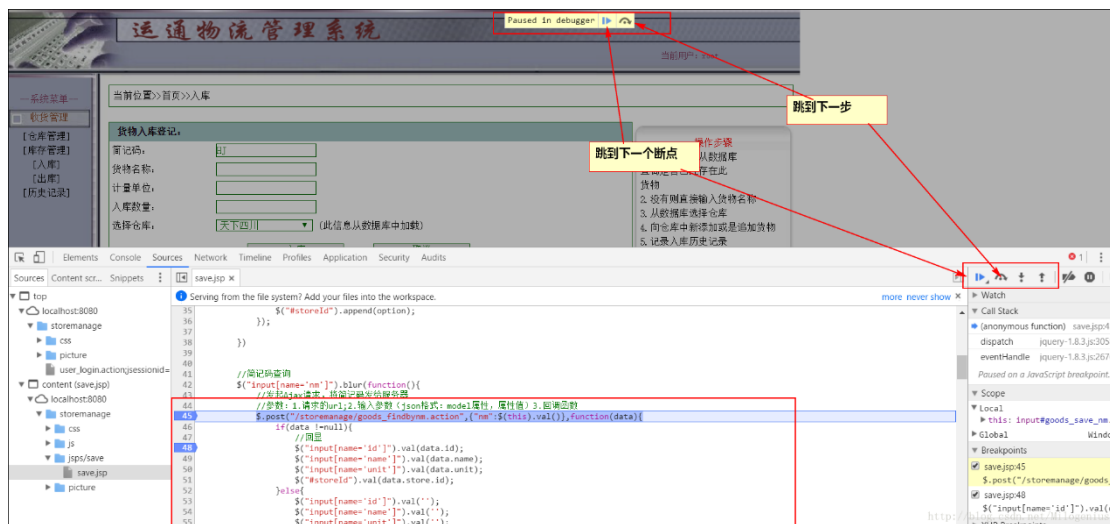 运通物流管理系统
Paused in debugger
当前用户：
--系统菜单--
收货管理
[仓库管理]
[库存管理]
[入库]
[出库]
[历史记录]
当前位置>>首页>>入库
货物入库登记。
简记码：
BJ
货物名称：
计量单位：
入库数量：
选择仓库：
天下四川
(此信息从数据库中加载)
操作步骤
从数据库
存在此
货物
2.没有则直接输入货物名称
3.从数据库选择仓库
4.向仓库中新添加或是追加货物
5.记录入库历史记录
跳到下一步
跳到下一个断点
Elements Console Sources Network Timeline Profiles Application Security Audits
1
Sources Content scr... Snippets
save.jsp ×
Serving from the file system? Add your files into the workspace.
more never show ×
top
localhost:8080
storemanage
css
picture
user_login.action;jsessionid=
content (save.jsp)
localhost:8080
storemanage
css
js
jsps/save
save.jsp
picture
35 $("#storeId").append(option);
36 });
37
38 })
39
40
41 //简记码查询
42 $("input[name='nm']").blur(function(){
43 //发起Ajax请求，将简记码发给服务器
44 //参数：1.请求的url;2.输入参数（json格式：model属性，属性值）3.回调函数
45 $.post("/storemanage/goods_findbynm.action",{"nm":$(this).val()},function(data){
46 if(data !=null){
47 //回显
48 $("input[name='id']").val(data.id);
49 $("input[name='name']").val(data.name);
50 $("input[name='unit']").val(data.unit);
51 $("#storeId").val(data.store.id);
52 }else{
53 $("input[name='id']").val('');
54 $("input[name='name']").val('');
55 $("input[name='unit']").val('');
Watch
Call Stack
(anonymous function) save.jsp:4
dispatch jquery-1.8.3.js:305
eventHandle jquery-1.8.3.js:267
Paused on a JavaScript breakpoint.
Scope
Local
this: input#goods_save_nm.
Global Windo
Breakpoints
save.jsp:45
$.post("/storemanage/goods_
save.jsp:48
$("input[name='id']").val(d